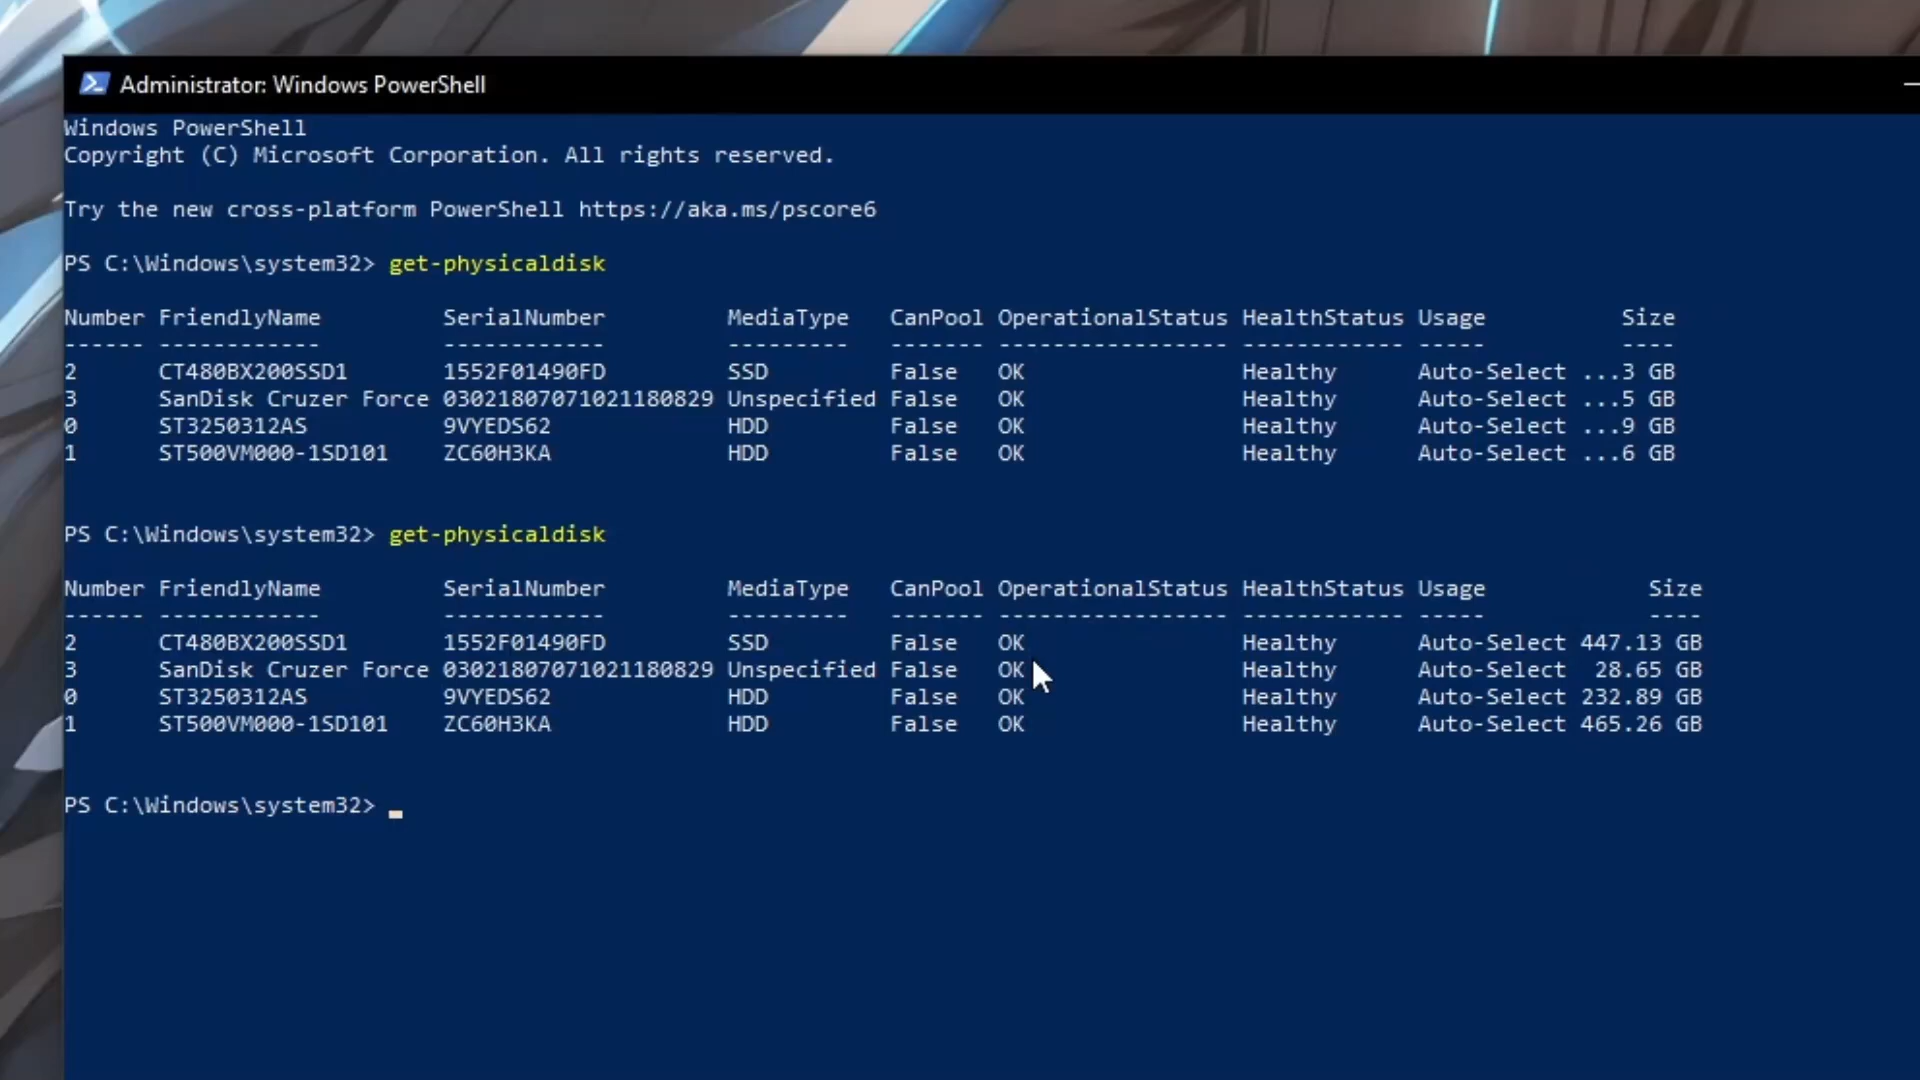 Administrator: Windows PowerShell
Windows PowerShell
Copyright (C) Microsoft Corporation. All rights reserved.
Try the new cross-platform PowerShell https://aka.ms/pscore6
PS C:\Windows\system32> get-physicaldisk
Number FriendlyName         SerialNumber         MediaType   CanPool OperationalStatus HealthStatus Usage          Size
------ ------------         ------------         ---------   ------- ----------------- ------------ -----          ----
2      CT480BX200SSD1       1552F01490FD         SSD         False   OK                Healthy      Auto-Select ...3 GB
3      SanDisk Cruzer Force 03021807071021180829 Unspecified False   OK                Healthy      Auto-Select ...5 GB
0      ST3250312AS          9VYEDS62             HDD         False   OK                Healthy      Auto-Select ...9 GB
1      ST500VM000-1SD101    ZC60H3KA             HDD         False   OK                Healthy      Auto-Select ...6 GB
PS C:\Windows\system32> get-physicaldisk
Number FriendlyName         SerialNumber         MediaType   CanPool OperationalStatus HealthStatus Usage            Size
------ ------------         ------------         ---------   ------- ----------------- ------------ -----            ----
2      CT480BX200SSD1       1552F01490FD         SSD         False   OK                Healthy      Auto-Select 447.13 GB
3      SanDisk Cruzer Force 03021807071021180829 Unspecified False   OK                Healthy      Auto-Select  28.65 GB
0      ST3250312AS          9VYEDS62             HDD         False   OK                Healthy      Auto-Select 232.89 GB
1      ST500VM000-1SD101    ZC60H3KA             HDD         False   OK                Healthy      Auto-Select 465.26 GB
PS C:\Windows\system32>